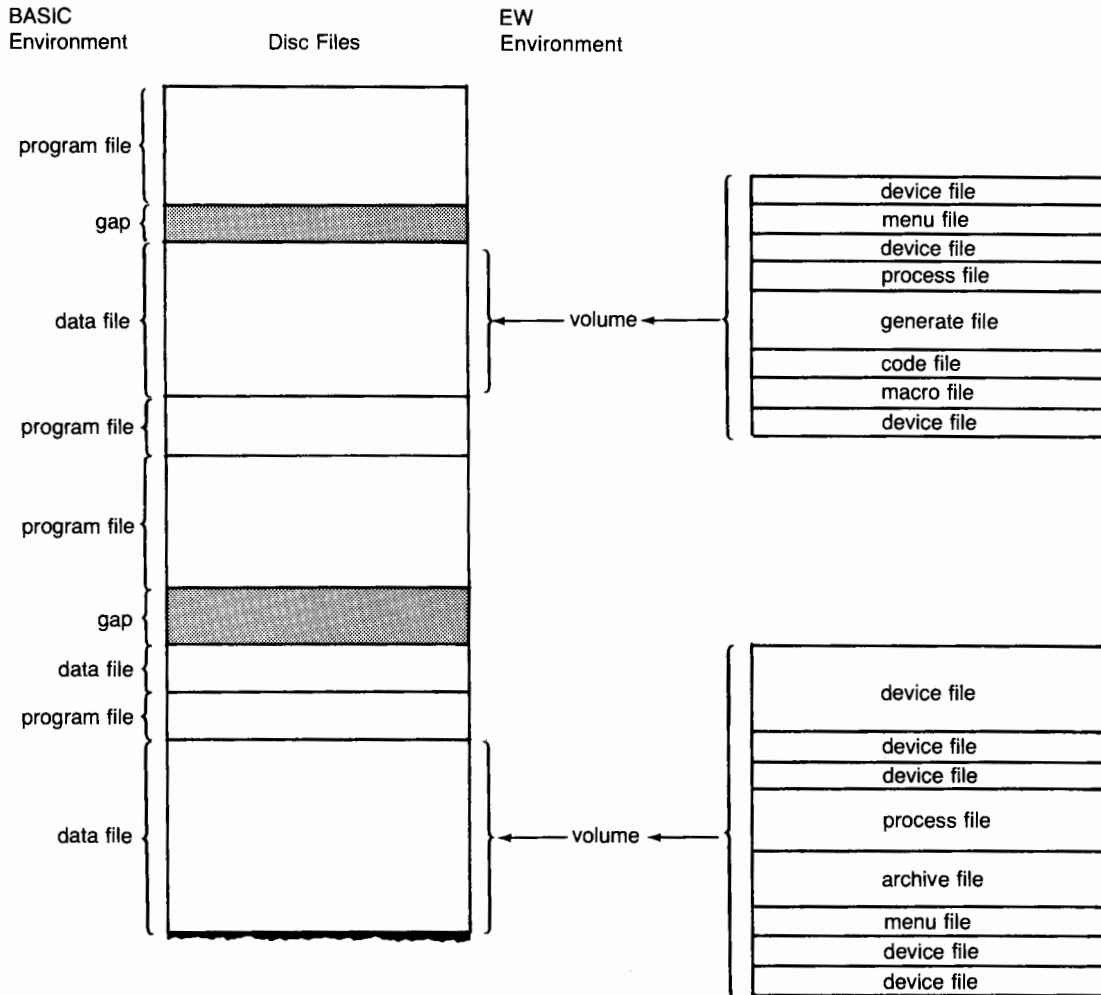 BASIC
Environment
Disc Files
EW
Environment
program file
gap
data file
program file
program file
gap
data file
program file
data file
volume
device file
menu file
device file
process file
generate file
code file
macro file
device file
volume
device file
device file
device file
process file
archive file
menu file
device file
device file